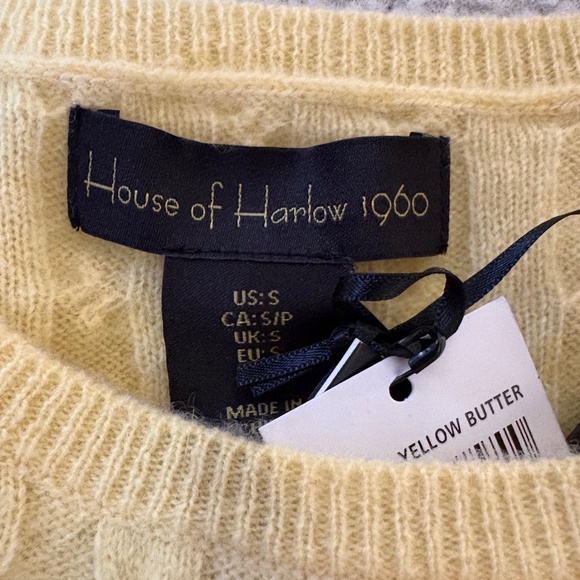 House of Harlow 1960
US: S
CA: S/P
UK: S
EU: S
MADE IN
YELLOW BUTTER